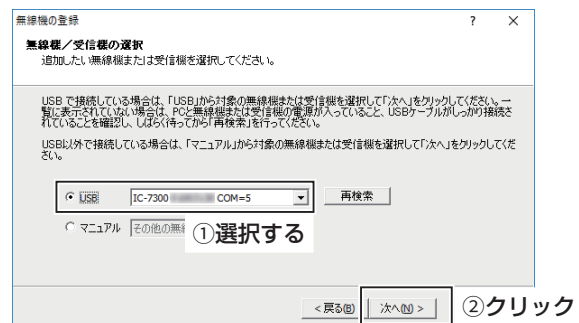 無線機の登録 ? ×
無線機/受信機の選択
追加したい無線機または受信機を選択してください。
USB で接続している場合は、「USB」から対象の無線機または受信機を選択して「次へ」をクリックしてください。一
覧に表示されていない場合は、PCと無線機または受信機の電源が入っていること、USBケーブルがしっかり接続さ
れていることを確認し、しばらく待ってから「再検索」を行ってください。
USB以外で接続している場合は、「マニュアル」から対象の無線機または受信機を選択して「次へ」をクリックしてくだ
さい。
USB IC-7300 COM=5 再検索
マニュアル その他の無線
①選択する
< 戻る(B) 次へ(N) > ②クリック